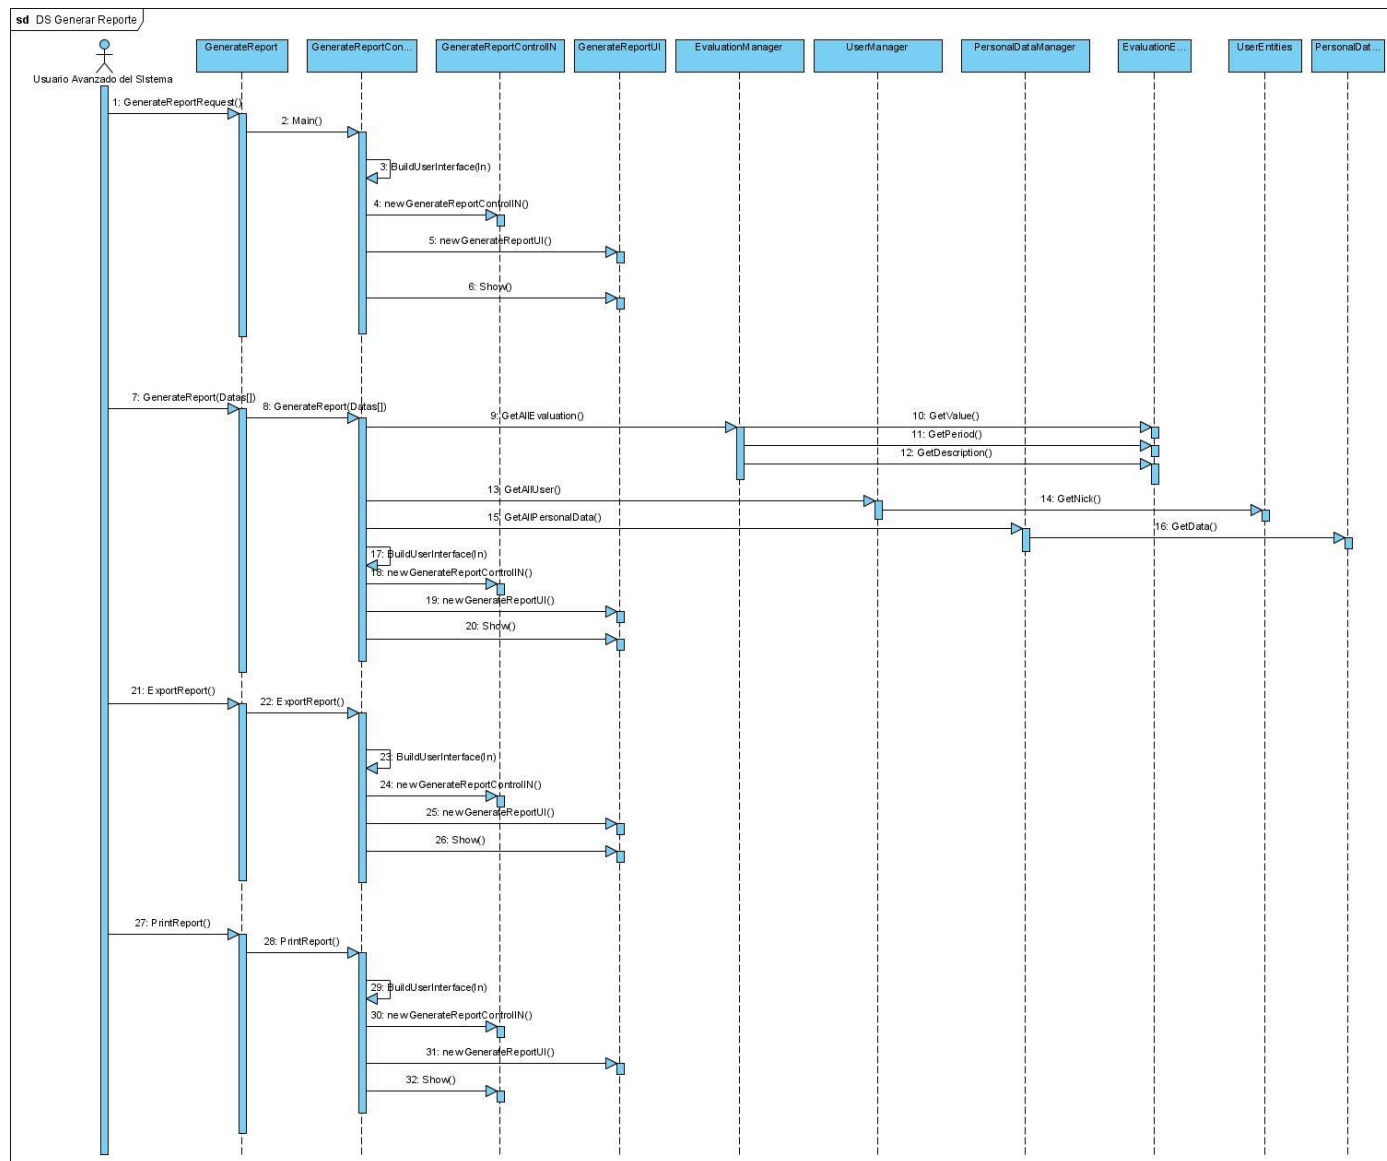 sd DS Generar Reporte
GenerateReport
GenerateReportCon...
GenerateReportControlIN
GenerateReportUI
EvaluationManager
UserManager
PersonalDataManager
EvaluationE...
UserEntities
PersonalDat...
Usuario Avanzado del SIstema
1: GenerateReportRequest()
2: Main()
3: BuildUserInterface(In)
4: newGenerateReportControlIN()
5: newGenerateReportUI()
6: Show()
7: GenerateReport(Datas[])
8: GenerateReport(Datas[])
9: GetAllEvaluation()
10: GetValue()
11: GetPeriod()
12: GetDescription()
13: GetAllUser()
14: GetNick()
15: GetAllPersonalData()
16: GetData()
17: BuildUserInterface(In)
18: newGenerateReportControlIN()
19: newGenerateReportUI()
20: Show()
21: ExportReport()
22: ExportReport()
23: BuildUserInterface(In)
24: newGenerateReportControlIN()
25: newGenerateReportUI()
26: Show()
27: PrintReport()
28: PrintReport()
29: BuildUserInterface(In)
30: newGenerateReportControlIN()
31: newGenerateReportUI()
32: Show()